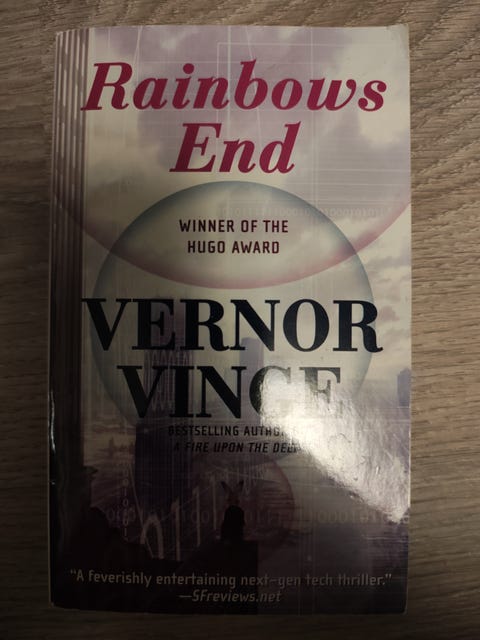 Rainbows
End
WINNER OF THE
HUGO AWARD
VERNOR
VINGE
BESTSELLING
A FIRE UPON THE
"A feverishly entertaining next-gen tech thriller."
—SFreviews.net